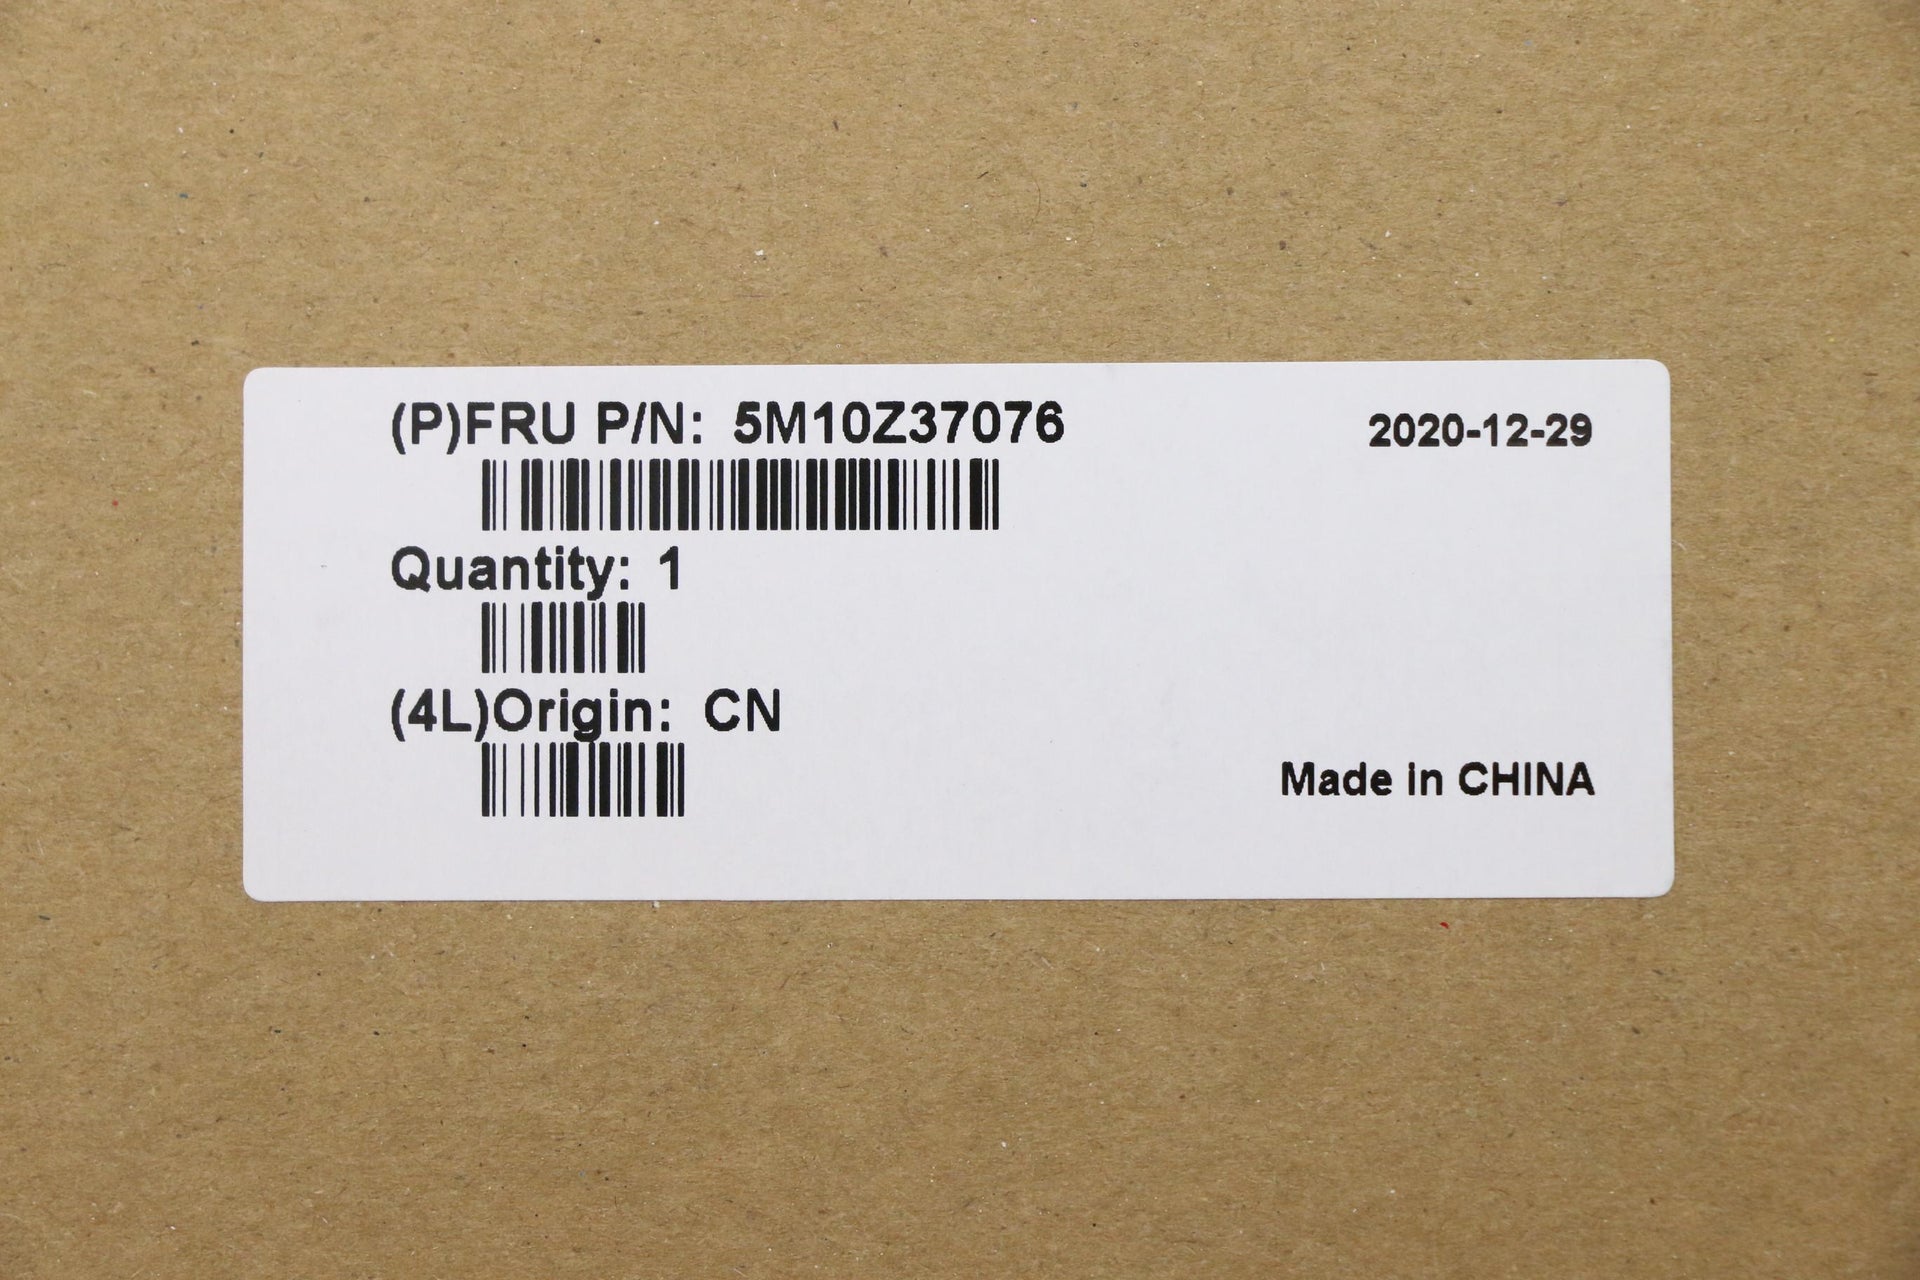 (P)FRU P/N: 5M10Z37076
2020-12-29
Quantity: 1
(4L)Origin: CN
Made in CHINA